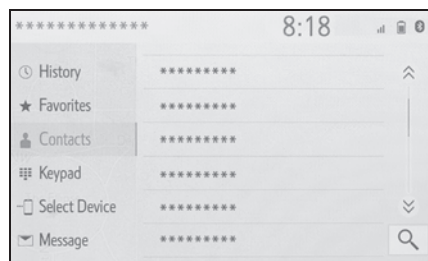 ************* 8:18
History *********
Favorites *********
Contacts *********
Keypad *********
Select Device *********
Message *********